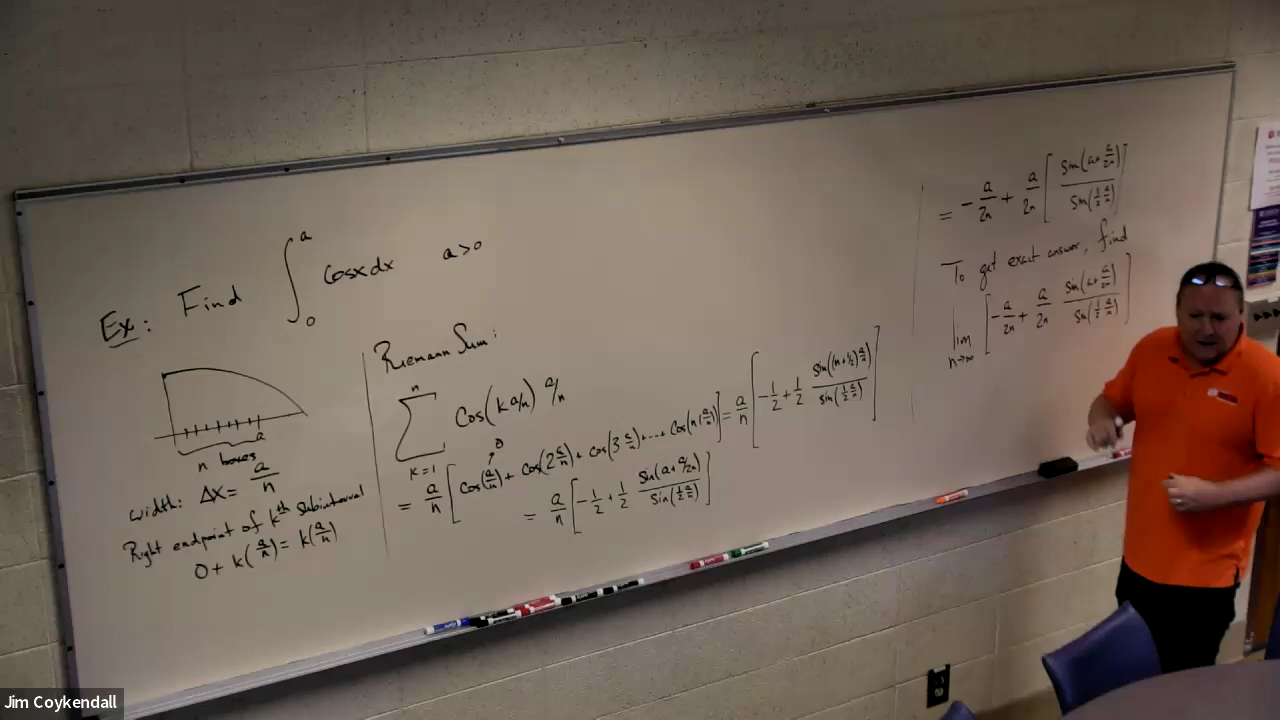 Ex: Find ∫₀ᵃ cosx dx a>0
a
n boxes
width: Δx = a/n
Right endpoint of kᵗʰ subinterval
0 + k(a/n) = k(a/n)
Riemann Sum:
n
∑ cos(k a/n) a/n
k=1
θ
= a/n [cos(a/n) + cos(2 a/n) + cos(3 a/n) + ... + cos(n(a/n))] = a/n [-1/2 + 1/2 sin((n+1/2) a/n) / sin(1/2 a/n)]
= a/n [-1/2 + 1/2 sin(a + a/2n) / sin(1/2 a/n)]
= -a/2n + a/2n [sin(a + a/2n) / sin(1/2 a/n)]
To get exact answer, find
lim n→∞ [-a/2n + a/2n sin(a + a/2n) / sin(1/2 a/n)]
Jim Coykendall